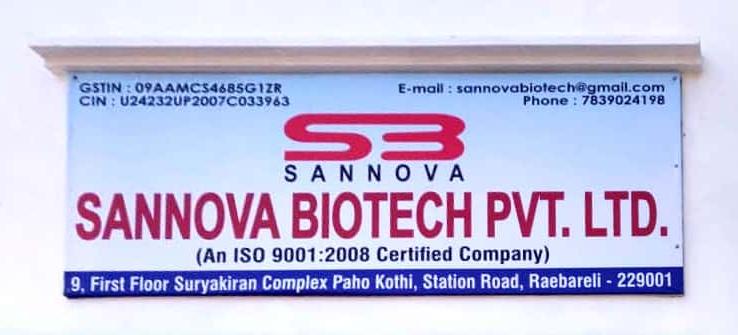 GSTIN : 09AAMCS4685G1ZR
CIN : U24232UP2007C033963
E-mail : sannovabiotech@gmail.com
Phone : 7839024198
SB
SANNOVA
SANNOVA BIOTECH PVT. LTD.
(An ISO 9001:2008 Certified Company)
9, First Floor Suryakiran Complex Paho Kothi, Station Road, Raebareli - 229001